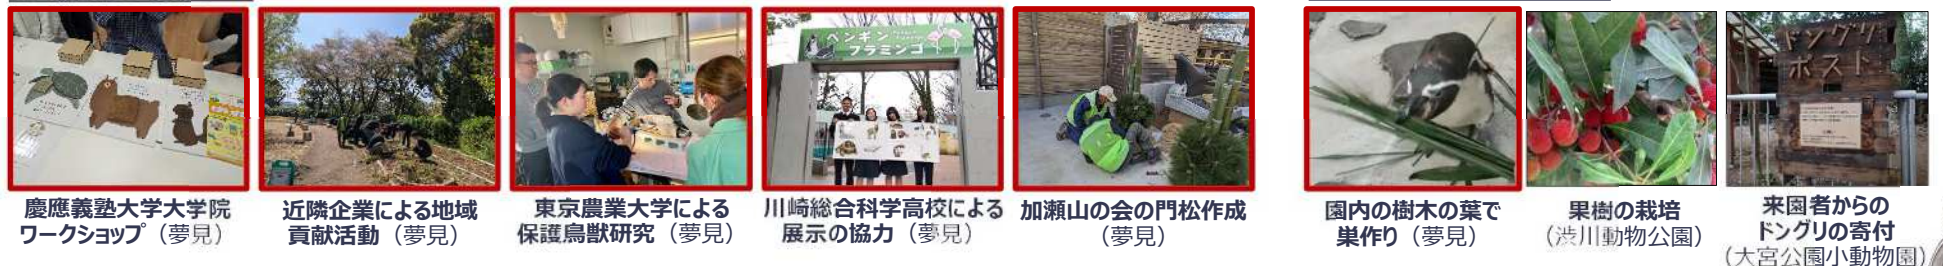 ペンギン
フラミンゴ
ドングリ
ポスト
慶應義塾大学大学院
ワークショップ（夢見）
近隣企業による地域
貢献活動（夢見）
東京農業大学による
保護鳥獣研究（夢見）
川崎総合科学高校による
展示の協力（夢見）
加瀬山の会の門松作成
（夢見）
園内の樹木の葉で
巣作り（夢見）
果樹の栽培
（渋川動物公園）
来園者からの
ドングリの寄付
（大宮公園小動物園）